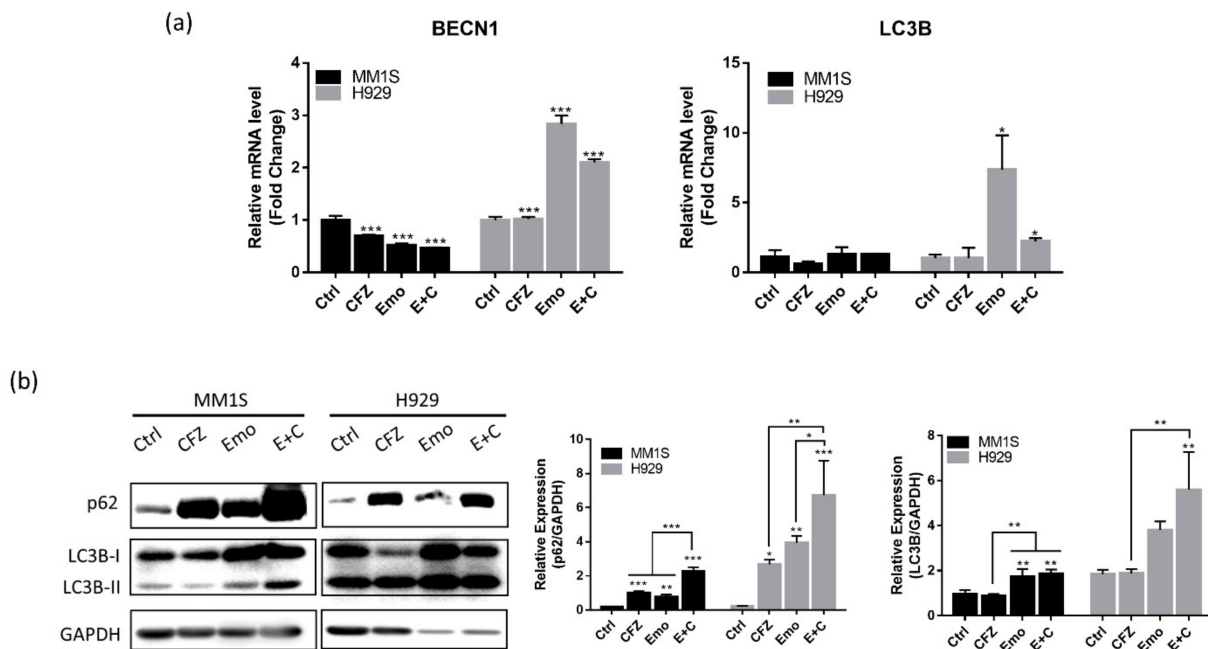 (a)
BECN1
Relative mRNA level
(Fold Change)
4
3
2
1
0
MM1S
H929
***
***
***
***
***
***
Ctrl
CFZ
Emo
E+C
Ctrl
CFZ
Emo
E+C
LC3B
Relative mRNA level
(Fold Change)
15
10
5
0
MM1S
H929
*
*
Ctrl
CFZ
Emo
E+C
Ctrl
CFZ
Emo
E+C
(b)
MM1S
H929
Ctrl
CFZ
Emo
E+C
Ctrl
CFZ
Emo
E+C
p62
LC3B-I
LC3B-II
GAPDH
Relative Expression
(p62/GAPDH)
10
8
6
4
2
0
MM1S
H929
***
***
**
***
**
*
***
*
**
Ctrl
CFZ
Emo
E+C
Ctrl
CFZ
Emo
E+C
Relative Expression
(LC3B/GAPDH)
8
6
4
2
0
MM1S
H929
**
**
**
**
**
Ctrl
CFZ
Emo
E+C
Ctrl
CFZ
Emo
E+C